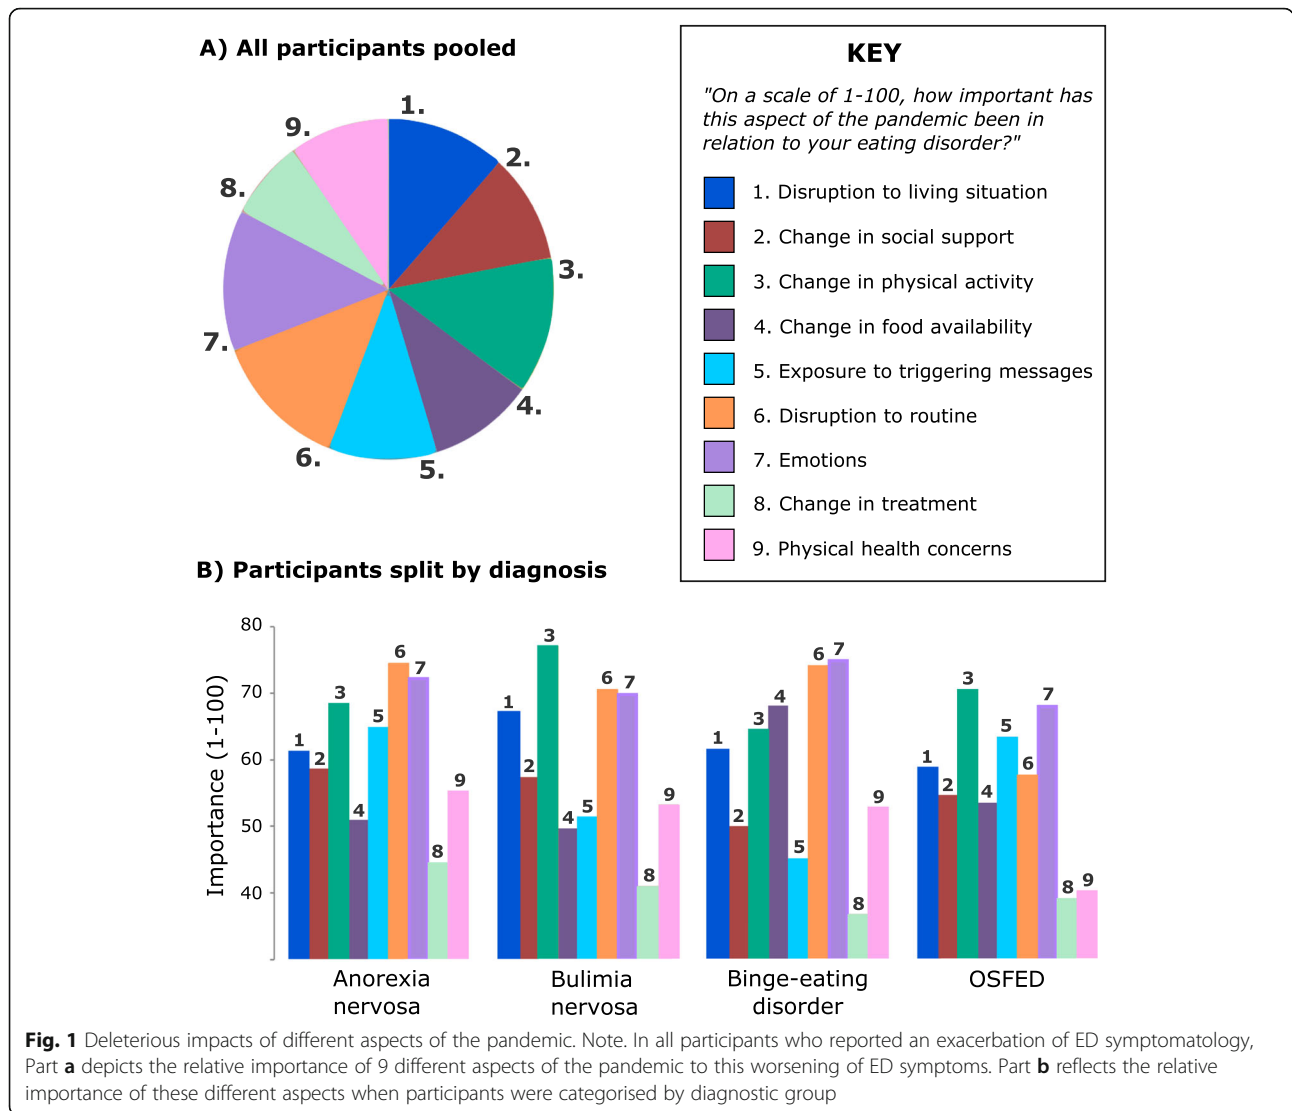 A) All participants pooled
1.
2.
3.
4.
5.
6.
7.
8.
9.
KEY
"On a scale of 1-100, how important has
this aspect of the pandemic been in
relation to your eating disorder?"
1. Disruption to living situation
2. Change in social support
3. Change in physical activity
4. Change in food availability
5. Exposure to triggering messages
6. Disruption to routine
7. Emotions
8. Change in treatment
9. Physical health concerns
B) Participants split by diagnosis
Importance (1-100)
80
70
60
50
40
1 2 3 4 5 6 7 8 9
1 2 3 4 5 6 7 8 9
1 2 3 4 5 6 7 8 9
1 2 3 4 5 6 7 8 9
Anorexia
nervosa
Bulimia
nervosa
Binge-eating
disorder
OSFED
Fig. 1 Deleterious impacts of different aspects of the pandemic. Note. In all participants who reported an exacerbation of ED symptomatology,
Part a depicts the relative importance of 9 different aspects of the pandemic to this worsening of ED symptoms. Part b reflects the relative
importance of these different aspects when participants were categorised by diagnostic group